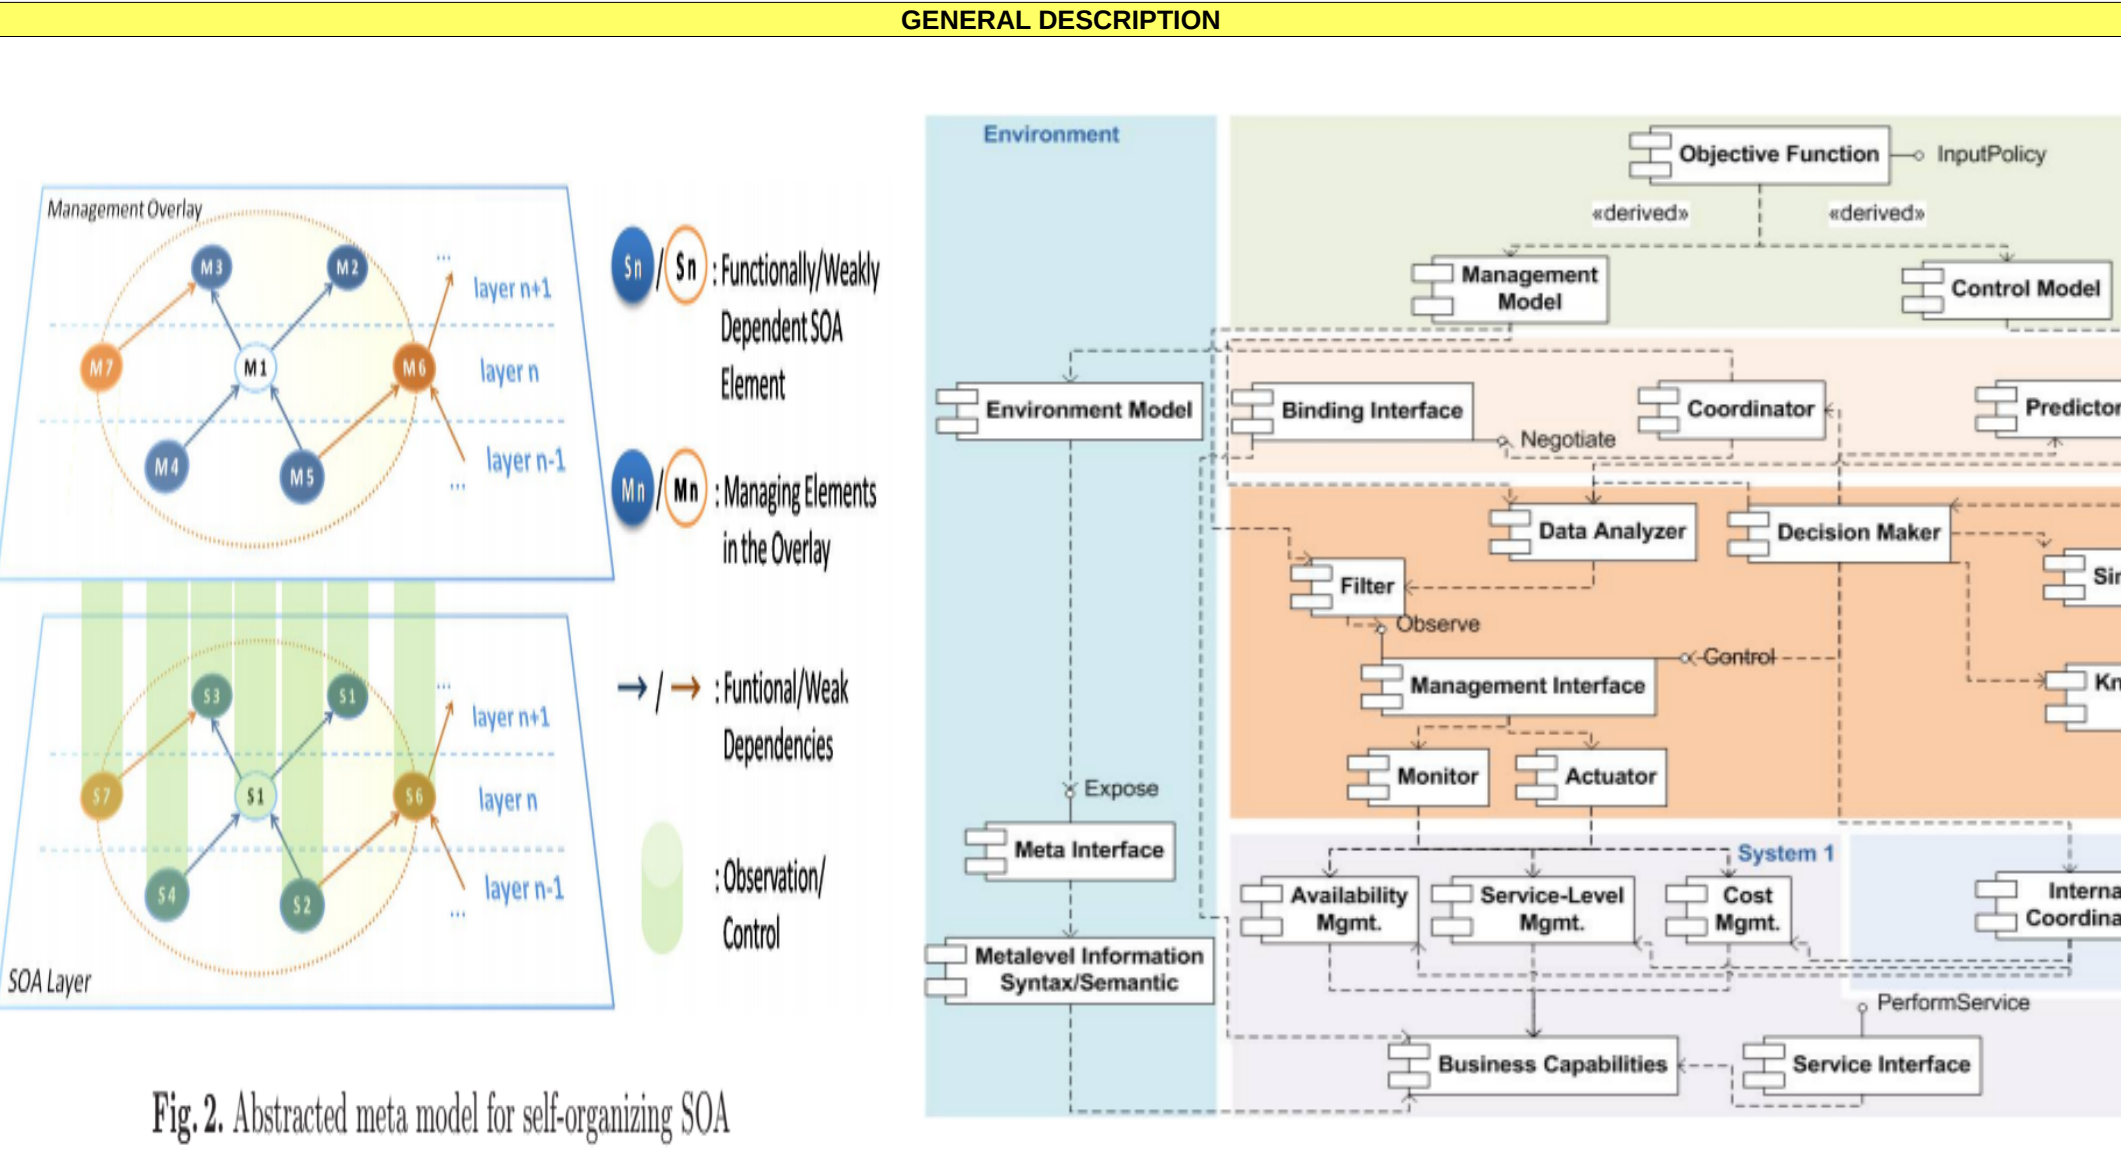 GENERAL DESCRIPTION
Management Overlay
M3
M2
...
layer n+1
M7
M1
M6
layer n
M4
M5
layer n-1
...
S3
S1
...
layer n+1
S7
S1
S6
layer n
S4
S2
layer n-1
...
SOA Layer
Sn / Sn : Functionally/Weakly
Dependent SOA
Element
Mn / Mn : Managing Elements
in the Overlay
/ : Funtional/Weak
Dependencies
: Observation/
Control
Fig. 2. Abstracted meta model for self-organizing SOA
Environment
Objective Function
InputPolicy
«derived»
«derived»
Management
Model
Control Model
Environment Model
Binding Interface
Negotiate
Coordinator
Predictor
Data Analyzer
Decision Maker
Filter
Observe
Sir
Control
Management Interface
Kn
Monitor
Actuator
Expose
Meta Interface
System 1
Availability
Mgmt.
Service-Level
Mgmt.
Cost
Mgmt.
Interna
Coordina
Metalevel Information
Syntax/Semantic
PerformService
Business Capabilities
Service Interface